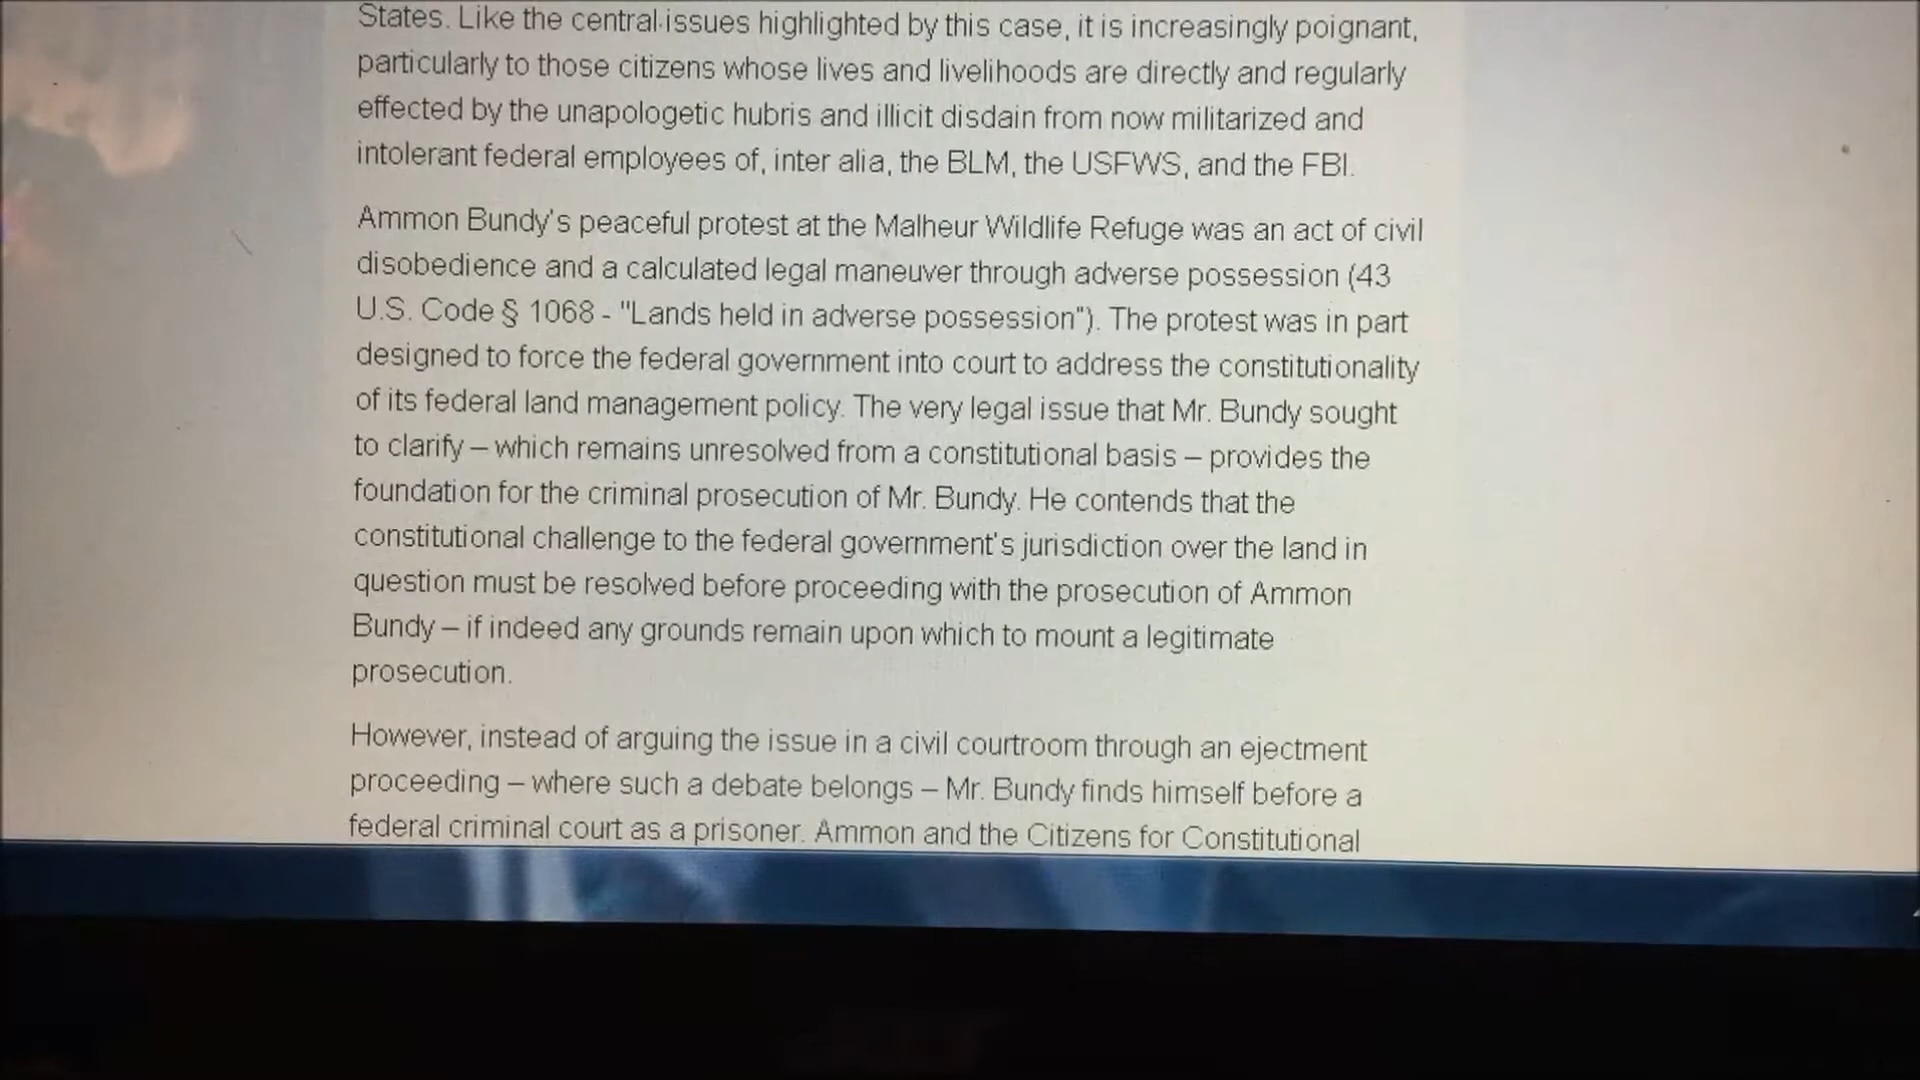 States. Like the central issues highlighted by this case, it is increasingly poignant,
particularly to those citizens whose lives and livelihoods are directly and regularly
effected by the unapologetic hubris and illicit disdain from now militarized and
intolerant federal employees of, inter alia, the BLM, the USFWS, and the FBI.
Ammon Bundy's peaceful protest at the Malheur Wildlife Refuge was an act of civil
disobedience and a calculated legal maneuver through adverse possession (43
U.S. Code § 1068 - "Lands held in adverse possession"). The protest was in part
designed to force the federal government into court to address the constitutionality
of its federal land management policy. The very legal issue that Mr. Bundy sought
to clarify – which remains unresolved from a constitutional basis – provides the
foundation for the criminal prosecution of Mr. Bundy. He contends that the
constitutional challenge to the federal government's jurisdiction over the land in
question must be resolved before proceeding with the prosecution of Ammon
Bundy – if indeed any grounds remain upon which to mount a legitimate
prosecution.
However, instead of arguing the issue in a civil courtroom through an ejectment
proceeding – where such a debate belongs – Mr. Bundy finds himself before a
federal criminal court as a prisoner. Ammon and the Citizens for Constitutional